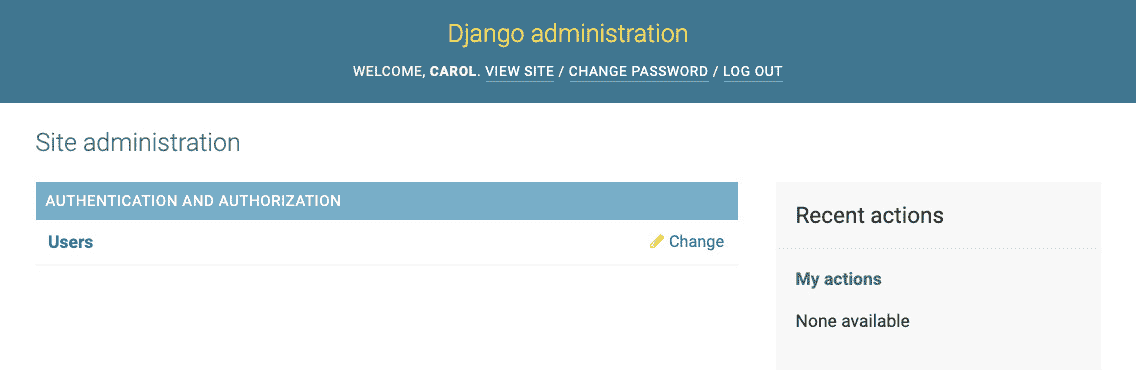 Django administration
WELCOME, CAROL. VIEW SITE / CHANGE PASSWORD / LOG OUT
Site administration
AUTHENTICATION AND AUTHORIZATION
Users
Change
Recent actions
My actions
None available